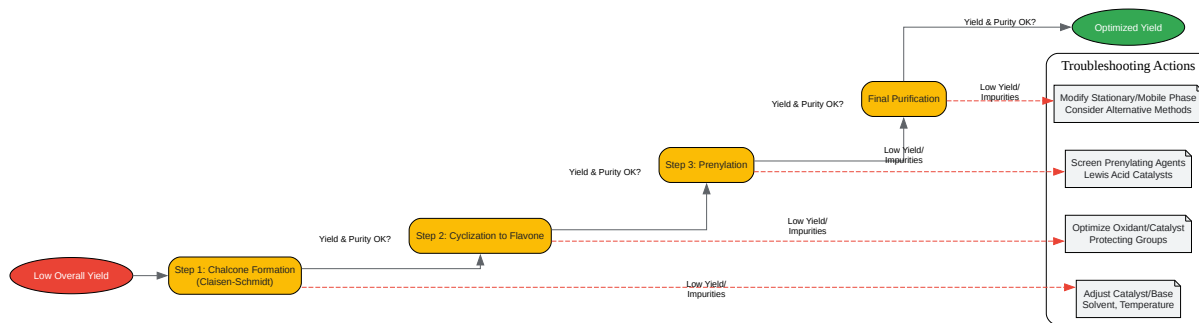 Yield & Purity OK?
Optimized Yield
Troubleshooting Actions
Final Purification
Low Yield/
Impurities
Modify Stationary/Mobile Phase
Consider Alternative Methods
Yield & Purity OK?
Step 3: Prenylation
Low Yield/
Impurities
Screen Prenylating Agents
Lewis Acid Catalysts
Yield & Purity OK?
Step 2: Cyclization to Flavone
Low Yield/
Impurities
Optimize Oxidant/Catalyst
Protecting Groups
Yield & Purity OK?
Low Overall Yield
Step 1: Chalcone Formation
(Claisen-Schmidt)
Low Yield/
Impurities
Adjust Catalyst/Base
Solvent, Temperature